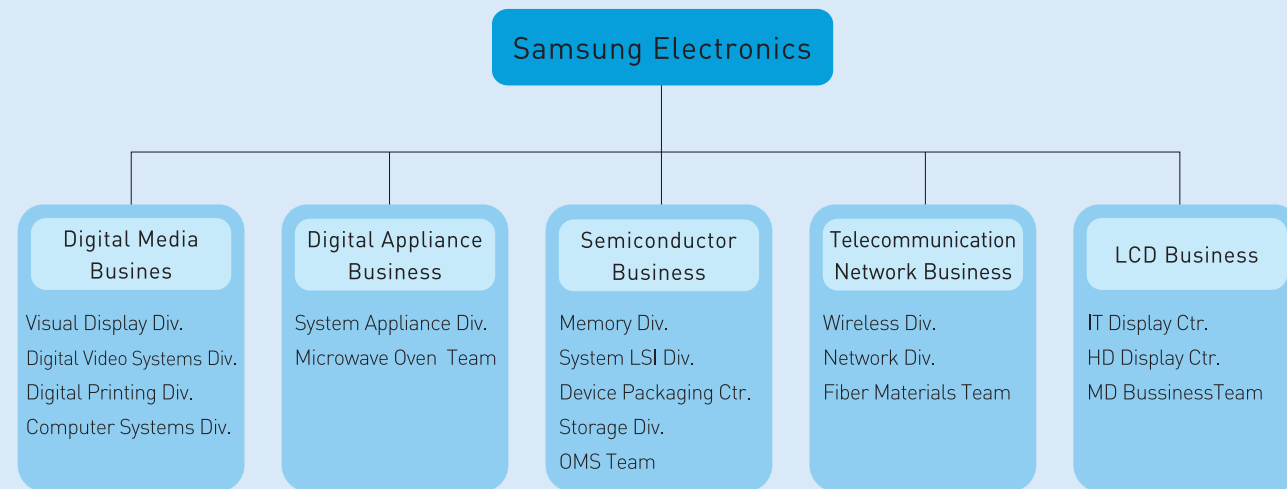 Samsung Electronics
Digital Media
Busines
Visual Display Div.
Digital Video Systems Div.
Digital Printing Div.
Computer Systems Div.
Digital Appliance
Business
System Appliance Div.
Microwave Oven Team
Semiconductor
Business
Memory Div.
System LSI Div.
Device Packaging Ctr.
Storage Div.
OMS Team
Telecommunication
Network Business
Wireless Div.
Network Div.
Fiber Materials Team
LCD Business
IT Display Ctr.
HD Display Ctr.
MD BussinessTeam